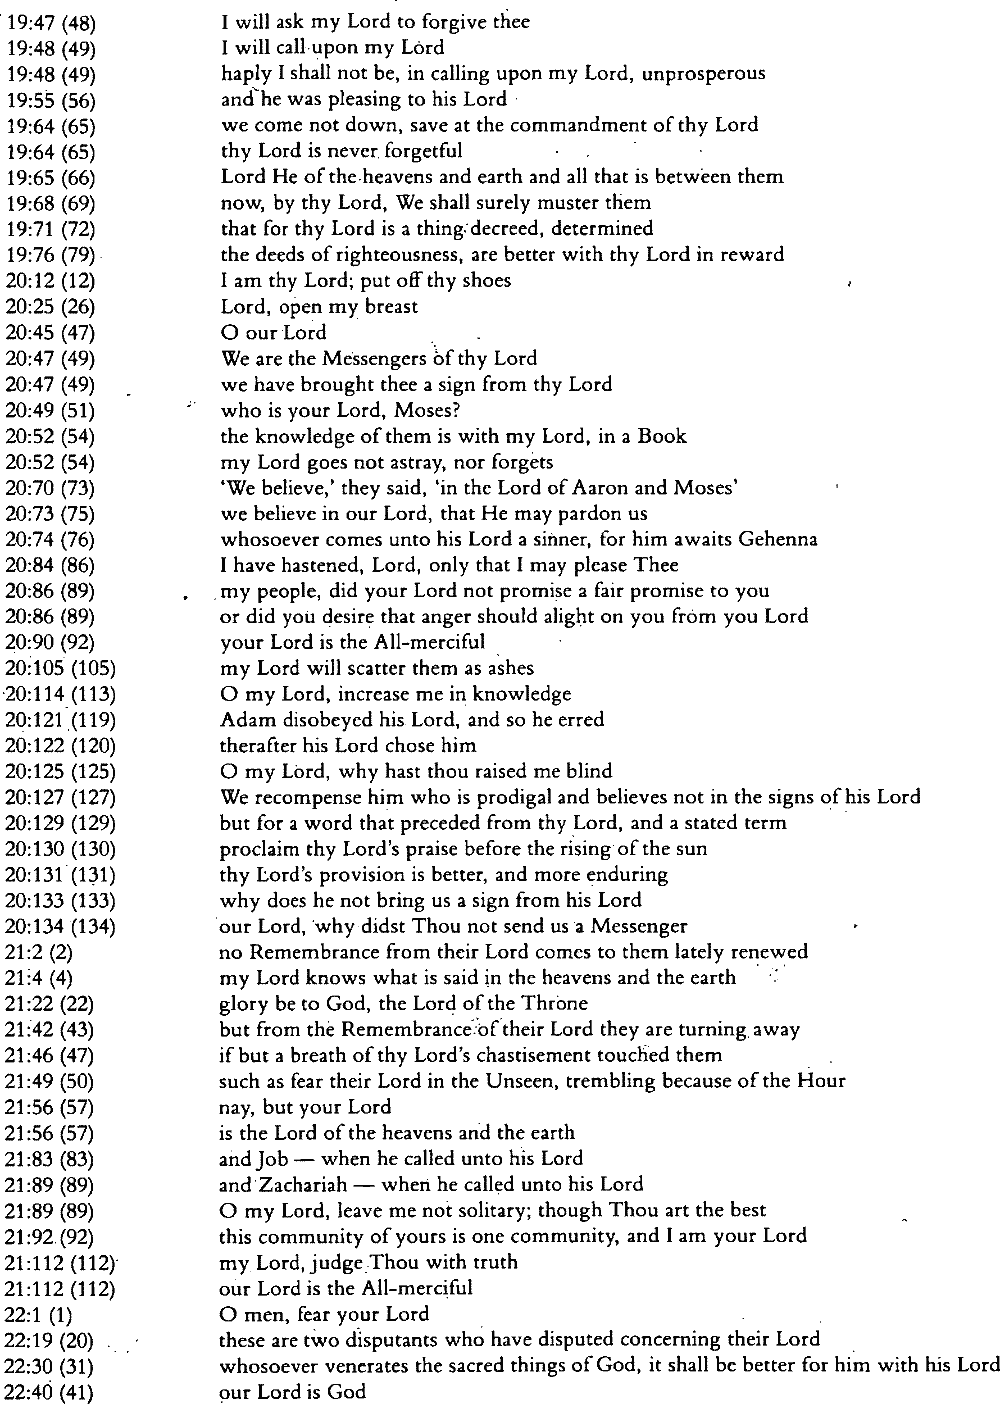 19:47 (48) I will ask my Lord to forgive thee
19:48 (49) I will call upon my Lord
19:48 (49) haply I shall not be, in calling upon my Lord, unprosperous
19:55 (56) and he was pleasing to his Lord
19:64 (65) we come not down, save at the commandment of thy Lord
19:64 (65) thy Lord is never forgetful
19:65 (66) Lord He of the heavens and earth and all that is between them
19:68 (69) now, by thy Lord, We shall surely muster them
19:71 (72) that for thy Lord is a thing decreed, determined
19:76 (79) the deeds of righteousness, are better with thy Lord in reward
20:12 (12) I am thy Lord; put off thy shoes
20:25 (26) Lord, open my breast
20:45 (47) O our Lord
20:47 (49) We are the Messengers of thy Lord
20:47 (49) we have brought thee a sign from thy Lord
20:49 (51) who is your Lord, Moses?
20:52 (54) the knowledge of them is with my Lord, in a Book
20:52 (54) my Lord goes not astray, nor forgets
20:70 (73) ‘We believe,’ they said, ‘in the Lord of Aaron and Moses’
20:73 (75) we believe in our Lord, that He may pardon us
20:74 (76) whosoever comes unto his Lord a sinner, for him awaits Gehenna
20:84 (86) I have hastened, Lord, only that I may please Thee
20:86 (89) my people, did your Lord not promise a fair promise to you
20:86 (89) or did you desire that anger should alight on you from you Lord
20:90 (92) your Lord is the All-merciful
20:105 (105) my Lord will scatter them as ashes
20:114 (113) O my Lord, increase me in knowledge
20:121 (119) Adam disobeyed his Lord, and so he erred
20:122 (120) therafter his Lord chose him
20:125 (125) O my Lord, why hast thou raised me blind
20:127 (127) We recompense him who is prodigal and believes not in the signs of his Lord
20:129 (129) but for a word that preceded from thy Lord, and a stated term
20:130 (130) proclaim thy Lord's praise before the rising of the sun
20:131 (131) thy Lord's provision is better, and more enduring
20:133 (133) why does he not bring us a sign from his Lord
20:134 (134) our Lord, why didst Thou not send us a Messenger
21:2 (2) no Remembrance from their Lord comes to them lately renewed
21:4 (4) my Lord knows what is said in the heavens and the earth
21:22 (22) glory be to God, the Lord of the Throne
21:42 (43) but from the Remembrance of their Lord they are turning away
21:46 (47) if but a breath of thy Lord's chastisement touched them
21:49 (50) such as fear their Lord in the Unseen, trembling because of the Hour
21:56 (57) nay, but your Lord
21:56 (57) is the Lord of the heavens and the earth
21:83 (83) and Job — when he called unto his Lord
21:89 (89) and Zachariah — when he called unto his Lord
21:89 (89) O my Lord, leave me not solitary; though Thou art the best
21:92 (92) this community of yours is one community, and I am your Lord
21:112 (112) my Lord, judge Thou with truth
21:112 (112) our Lord is the All-merciful
22:1 (1) O men, fear your Lord
22:19 (20) these are two disputants who have disputed concerning their Lord
22:30 (31) whosoever venerates the sacred things of God, it shall be better for him with his Lord
22:40 (41) our Lord is God